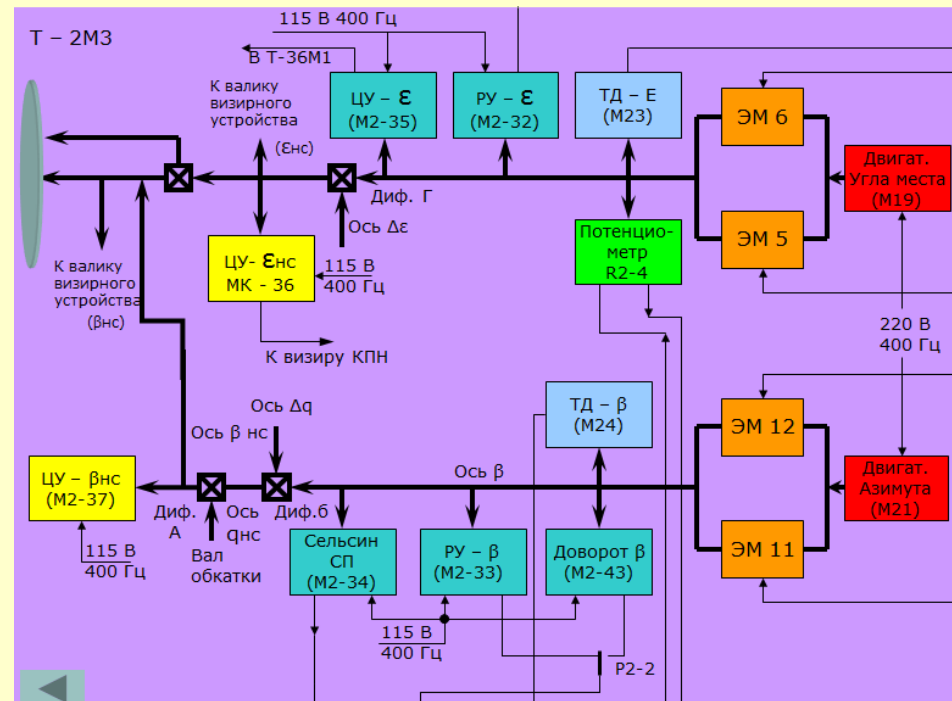 Т – 2М3
115 В 400 Гц
В Т-36М1
К валику
визирного
устройства
(εнс)
ЦУ – ε
(М2-35)
РУ – ε
(М2-32)
ТД – Е
(М23)
ЭМ 6
Двигат.
Угла места
(М19)
ЭМ 5
Диф. Г
Ось Δε
Потенцио-
метр
R2-4
К валику
визирного
устройства
(βнс)
ЦУ- εнс
МК - 36
115 В
400 Гц
К визиру КПН
220 В
400 Гц
Ось Δq
Ось β нс
ТД – β
(М24)
ЭМ 12
Ось β
ЦУ – βнс
(М2-37)
Двигат.
Азимута
(М21)
Диф.
А
Ось
qнс
Диф.б
Вал
обкатки
115 В
400 Гц
Сельсин
СП
(М2-34)
РУ – β
(М2-33)
Доворот β
(М2-43)
ЭМ 11
115 В
400 Гц
Р2-2